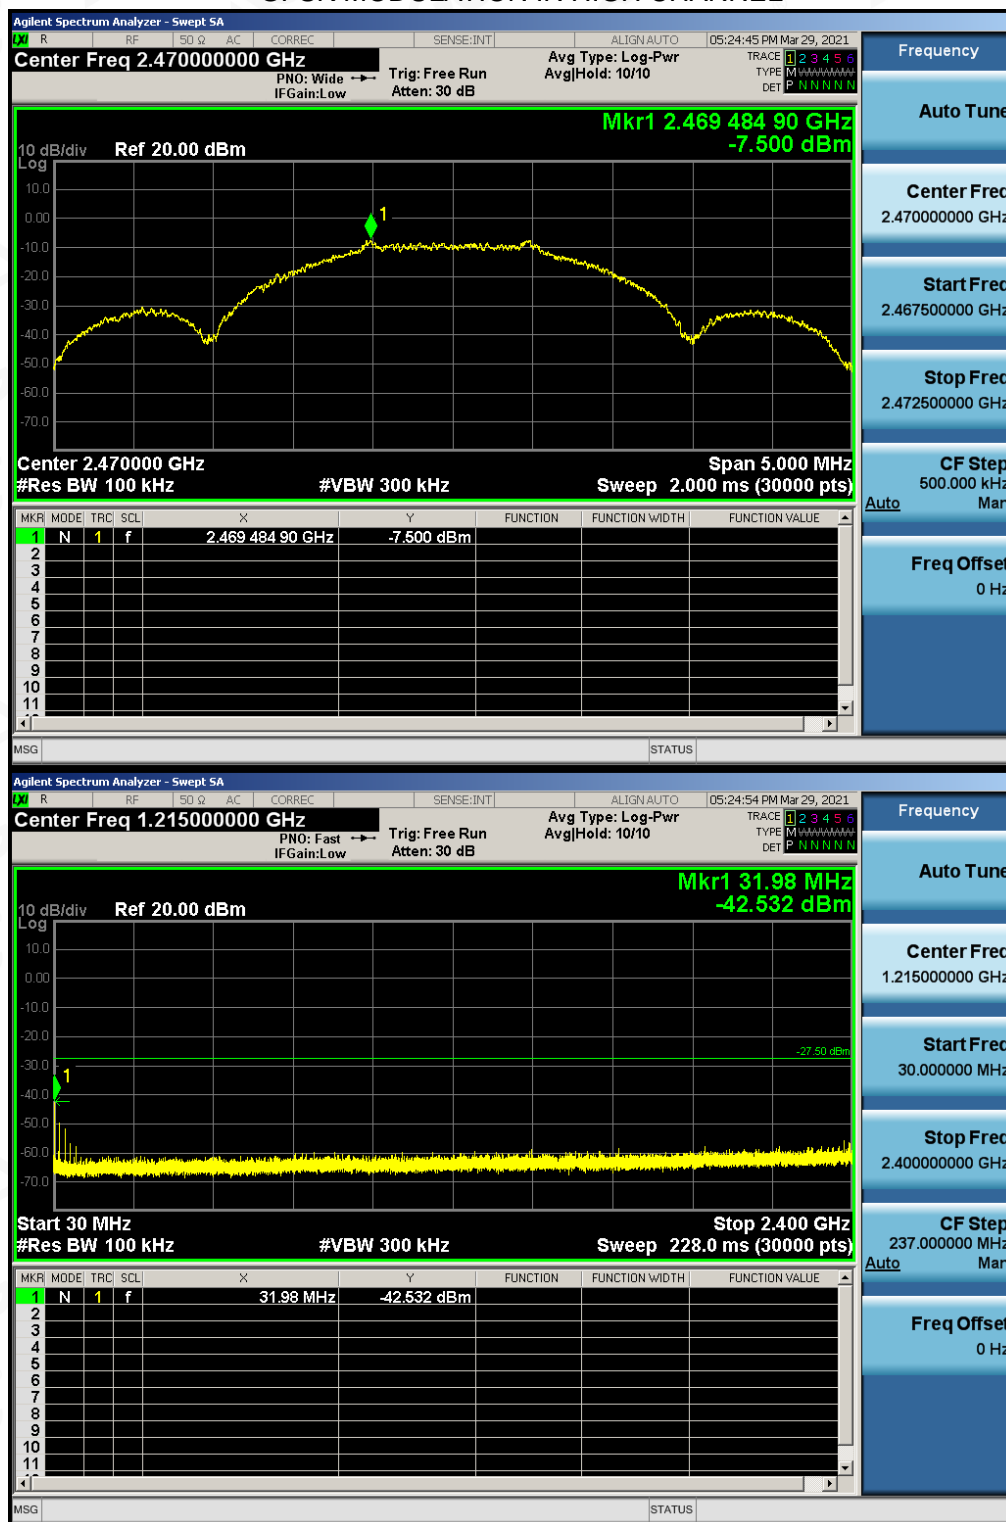 Agilent Spectrum Analyzer - Swept SA
LXI R RF 50 Ω AC CORREC SENSE:INT ALIGN AUTO 05:24:45 PM Mar 29, 2021
Center Freq 2.470000000 GHz
PNO: Wide
IFGain:Low
Trig: Free Run
Atten: 30 dB
Avg Type: Log-Pwr
Avg|Hold: 10/10
TRACE 1 2 3 4 5 6
TYPE M
DET P N N N N N
Mkr1 2.469 484 90 GHz
-7.500 dBm
10 dB/div Ref 20.00 dBm
Log
10.0
0.00
-10.0
-20.0
-30.0
-40.0
-50.0
-60.0
-70.0
1
Center 2.470000 GHz Span 5.000 MHz
#Res BW 100 kHz #VBW 300 kHz Sweep 2.000 ms (30000 pts)
MKR MODE TRC SCL X Y FUNCTION FUNCTION WIDTH FUNCTION VALUE
1 N 1 f 2.469 484 90 GHz -7.500 dBm
2
3
4
5
6
7
8
9
10
11
MSG STATUS
Frequency
Auto Tune
Center Freq
2.470000000 GHz
Start Freq
2.467500000 GHz
Stop Freq
2.472500000 GHz
CF Step
500.000 kHz
Auto Man
Freq Offset
0 Hz
Agilent Spectrum Analyzer - Swept SA
LXI R RF 50 Ω AC CORREC SENSE:INT ALIGN AUTO 05:24:54 PM Mar 29, 2021
Center Freq 1.215000000 GHz
PNO: Fast
IFGain:Low
Trig: Free Run
Atten: 30 dB
Avg Type: Log-Pwr
Avg|Hold: 10/10
TRACE 1 2 3 4 5 6
TYPE M
DET P N N N N N
Mkr1 31.98 MHz
-42.532 dBm
10 dB/div Ref 20.00 dBm
Log
10.0
0.00
-10.0
-20.0
-30.0
-40.0
-50.0
-60.0
-70.0
-27.50 dBm
1
Start 30 MHz Stop 2.400 GHz
#Res BW 100 kHz #VBW 300 kHz Sweep 228.0 ms (30000 pts)
MKR MODE TRC SCL X Y FUNCTION FUNCTION WIDTH FUNCTION VALUE
1 N 1 f 31.98 MHz -42.532 dBm
2
3
4
5
6
7
8
9
10
11
MSG STATUS
Frequency
Auto Tune
Center Freq
1.215000000 GHz
Start Freq
30.000000 MHz
Stop Freq
2.400000000 GHz
CF Step
237.000000 MHz
Auto Man
Freq Offset
0 Hz